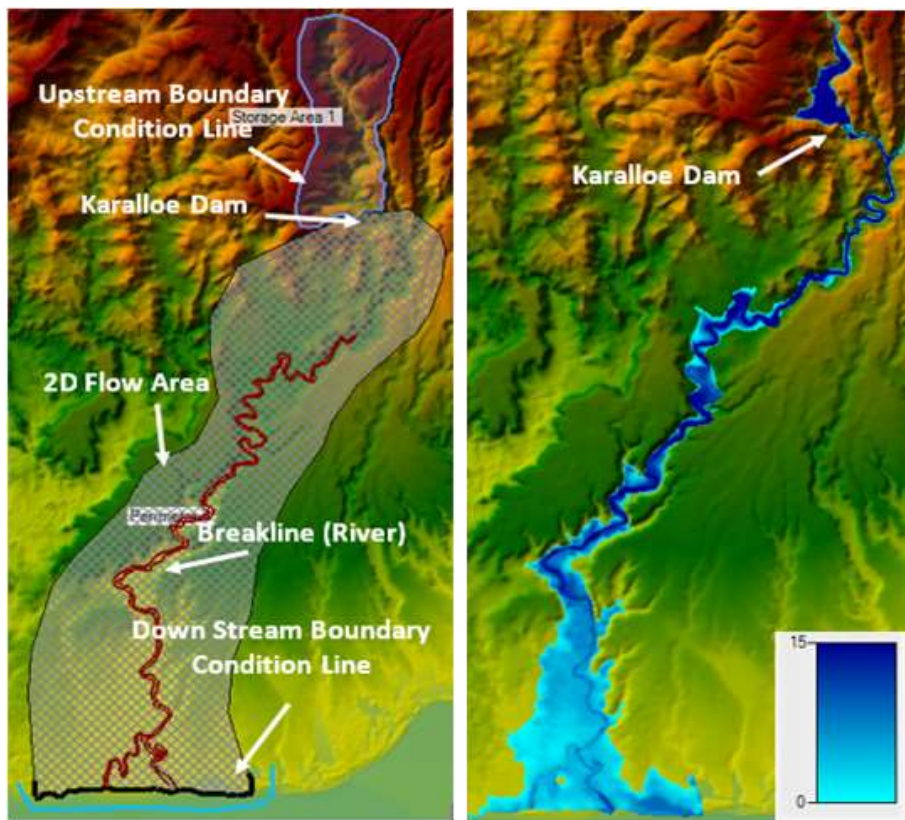 Upstream Boundary
Condition Line
Storage Area 1
Karalloe Dam
2D Flow Area
Breakline (River)
Down Stream Boundary
Condition Line
Karalloe Dam
15
0